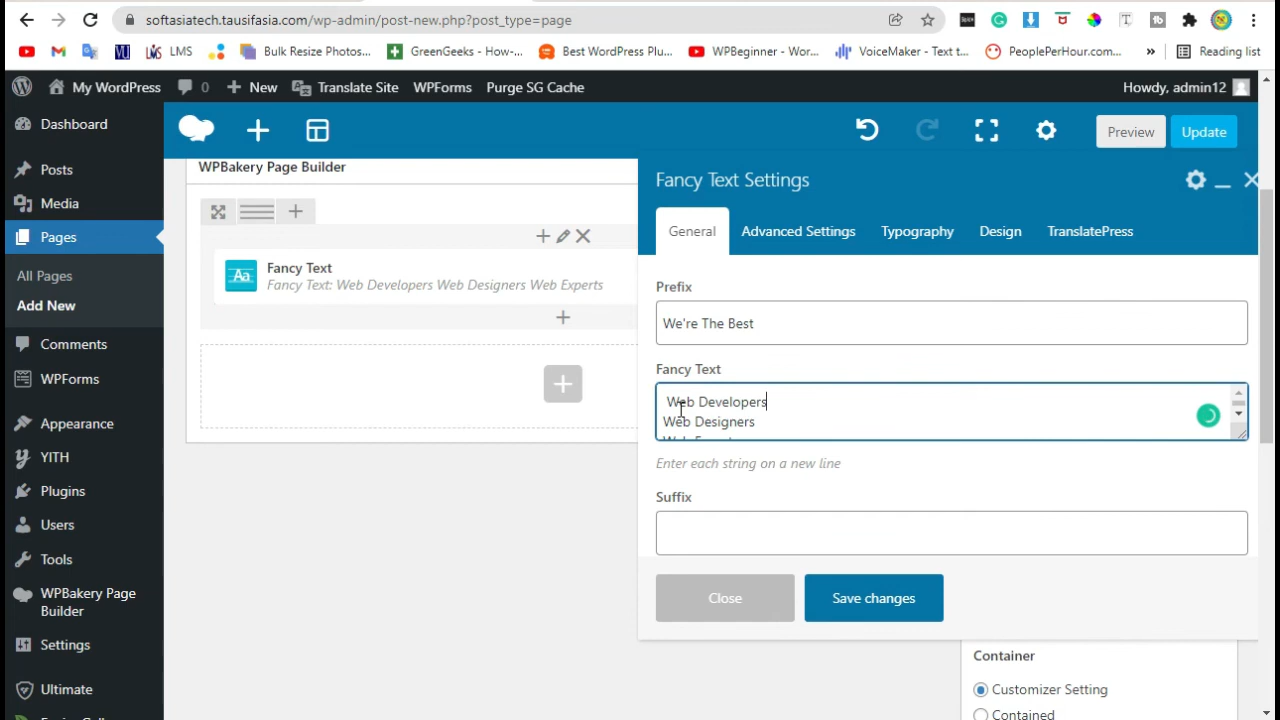 softasiatech.tausifasia.com/wp-admin/post-new.php?post_type=page
LMS
Bulk Resize Photos...
GreenGeeks - How-...
Best WordPress Plu...
WPBeginner - Wor...
VoiceMaker - Text t...
PeoplePerHour.com...
»
Reading list
My WordPress
0
New
Translate Site
WPForms
Purge SG Cache
Howdy, admin12
Dashboard
Posts
Media
Pages
All Pages
Add New
Comments
WPForms
Appearance
YITH
Plugins
Users
Tools
WPBakery Page
Builder
Settings
Ultimate
Preview
Update
WPBakery Page Builder
Aa
Fancy Text
Fancy Text: Web Developers Web Designers Web Experts
Fancy Text Settings
General
Advanced Settings
Typography
Design
TranslatePress
Prefix
We're The Best
Fancy Text
Web Developers
Web Designers
Enter each string on a new line
Suffix
Close
Save changes
Container
Customizer Setting
Contained